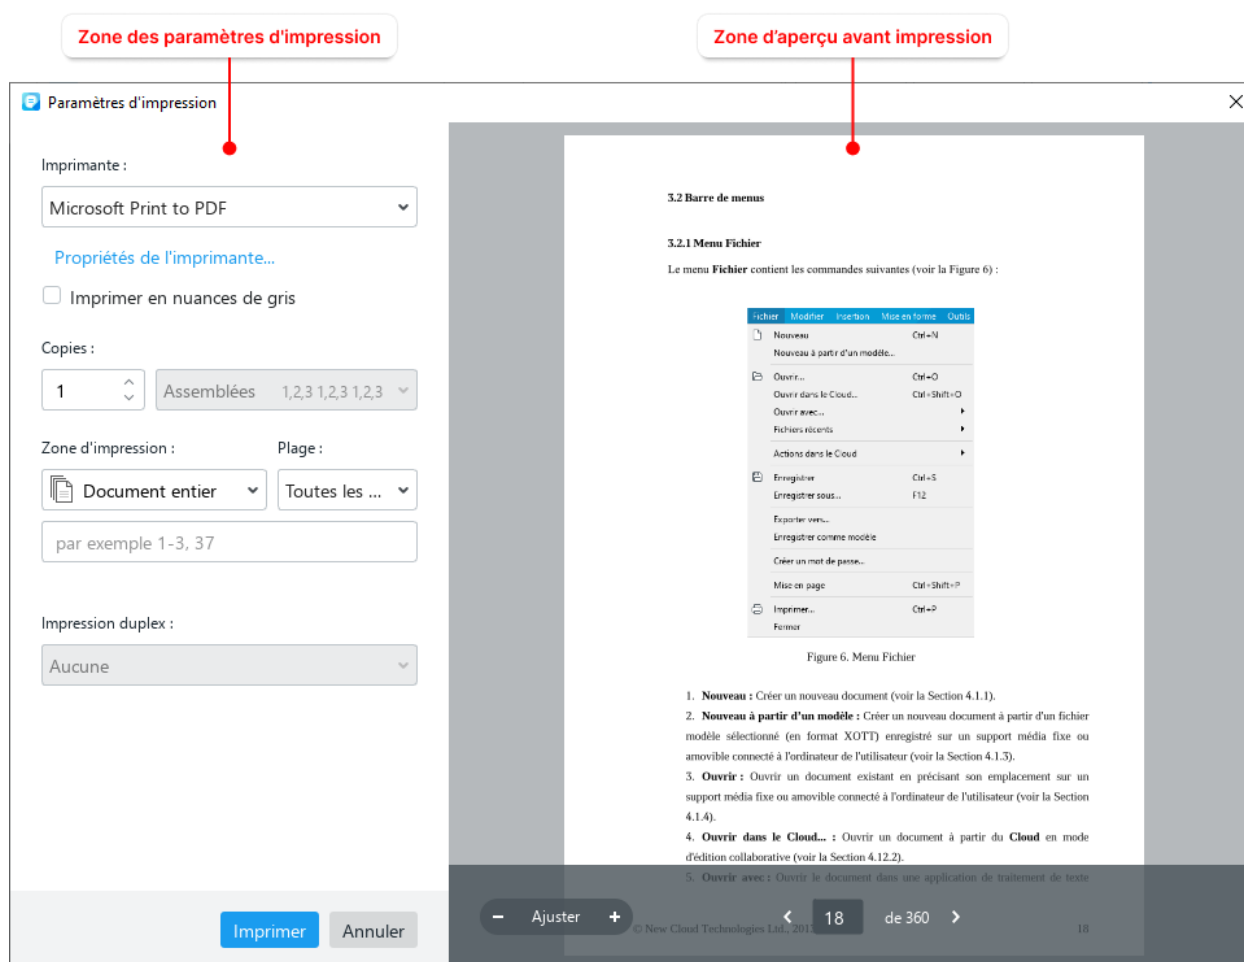 Zone des paramètres d'impression
Zone d'aperçu avant impression
Paramètres d'impression
Imprimante :
Microsoft Print to PDF
Propriétés de l'imprimante...
Imprimer en nuances de gris
Copies :
1
Assemblées 1,2,3 1,2,3 1,2,3
Zone d'impression :
Plage :
Document entier
Toutes les ...
par exemple 1-3, 37
Impression duplex :
Aucune
Imprimer
Annuler
3.2 Barre de menus
3.2.1 Menu Fichier
Le menu Fichier contient les commandes suivantes (voir la Figure 6) :
Fichier Modifier Insertion Mise en forme Outils
Nouveau Ctrl+N
Nouveau à partir d'un modèle...
Ouvrir... Ctrl+O
Ouvrir dans le Cloud... Ctrl+Shift+O
Ouvrir avec...
Fichiers récents
Actions dans le Cloud
Enregistrer Ctrl+S
Enregistrer sous... F12
Exporter vers...
Enregistrer comme modèle
Créer un mot de passe...
Mise en page Ctrl+Shift+P
Imprimer... Ctrl+P
Fermer
Figure 6. Menu Fichier
1. Nouveau : Créer un nouveau document (voir la Section 4.1.1).
2. Nouveau à partir d'un modèle : Créer un nouveau document à partir d'un fichier
modèle sélectionné (en format XOTT) enregistré sur un support média fixe ou
amovible connecté à l'ordinateur de l'utilisateur (voir la Section 4.1.3).
3. Ouvrir : Ouvrir un document existant en précisant son emplacement sur un
support média fixe ou amovible connecté à l'ordinateur de l'utilisateur (voir la Section
4.1.4).
4. Ouvrir dans le Cloud... : Ouvrir un document à partir du Cloud en mode
d'édition collaborative (voir la Section 4.12.2).
5. Ouvrir avec : Ouvrir le document dans une application de traitement de texte
Ajuster
18 de 360
© New Cloud Technologies Ltd., 201
18